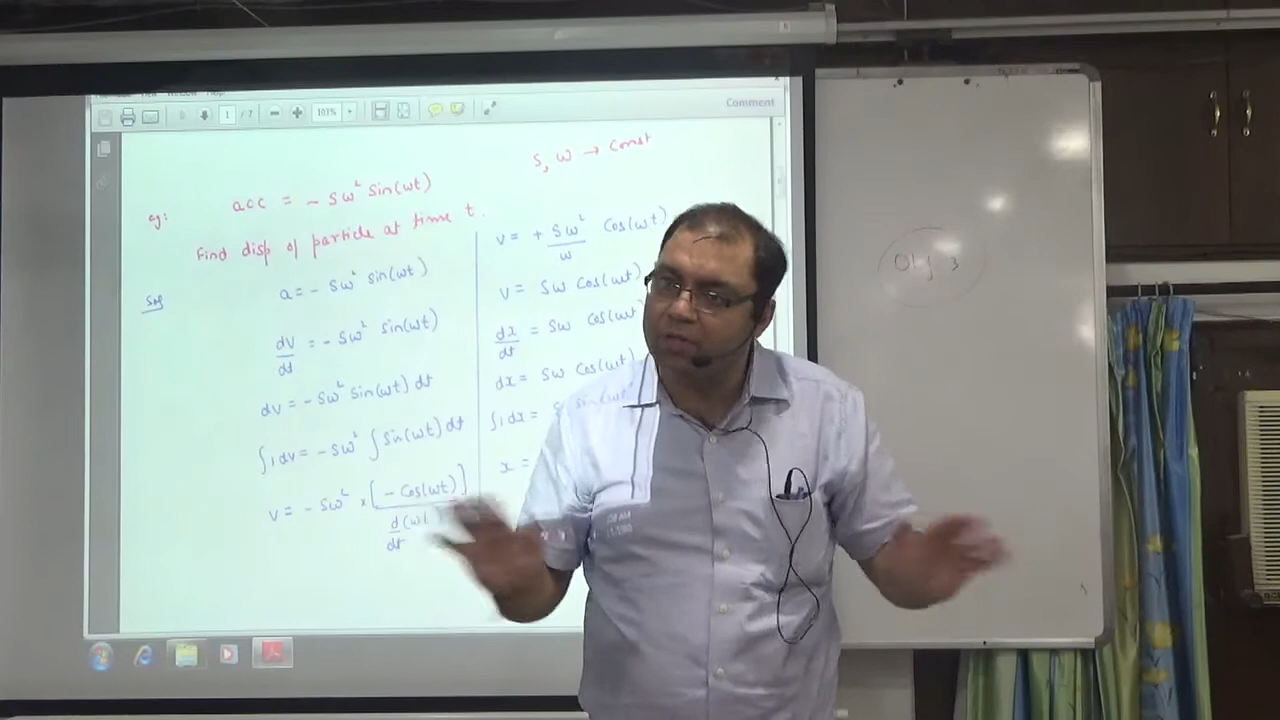 Comment
1 / 7
103%
S, ω → Const
eg: acc = - Sω² Sin(ωt)
Find disp of particle at time t.
Sol
a = - Sω² sin(ωt)
dv/dt = - Sω² sin(ωt)
dv = - Sω² sin(ωt) dt
∫1 dv = - Sω² ∫ Sin(ωt) dt
v = - Sω² × [- Cos(ωt)]
d/dt (ωt
v = + Sω²/ω Cos(ωt)
v = Sω Cos(ωt)
dx/dt = Sω Cos(ωt
dx = Sω Cos(ωt)
∫1 dx =
x =
Obj 3